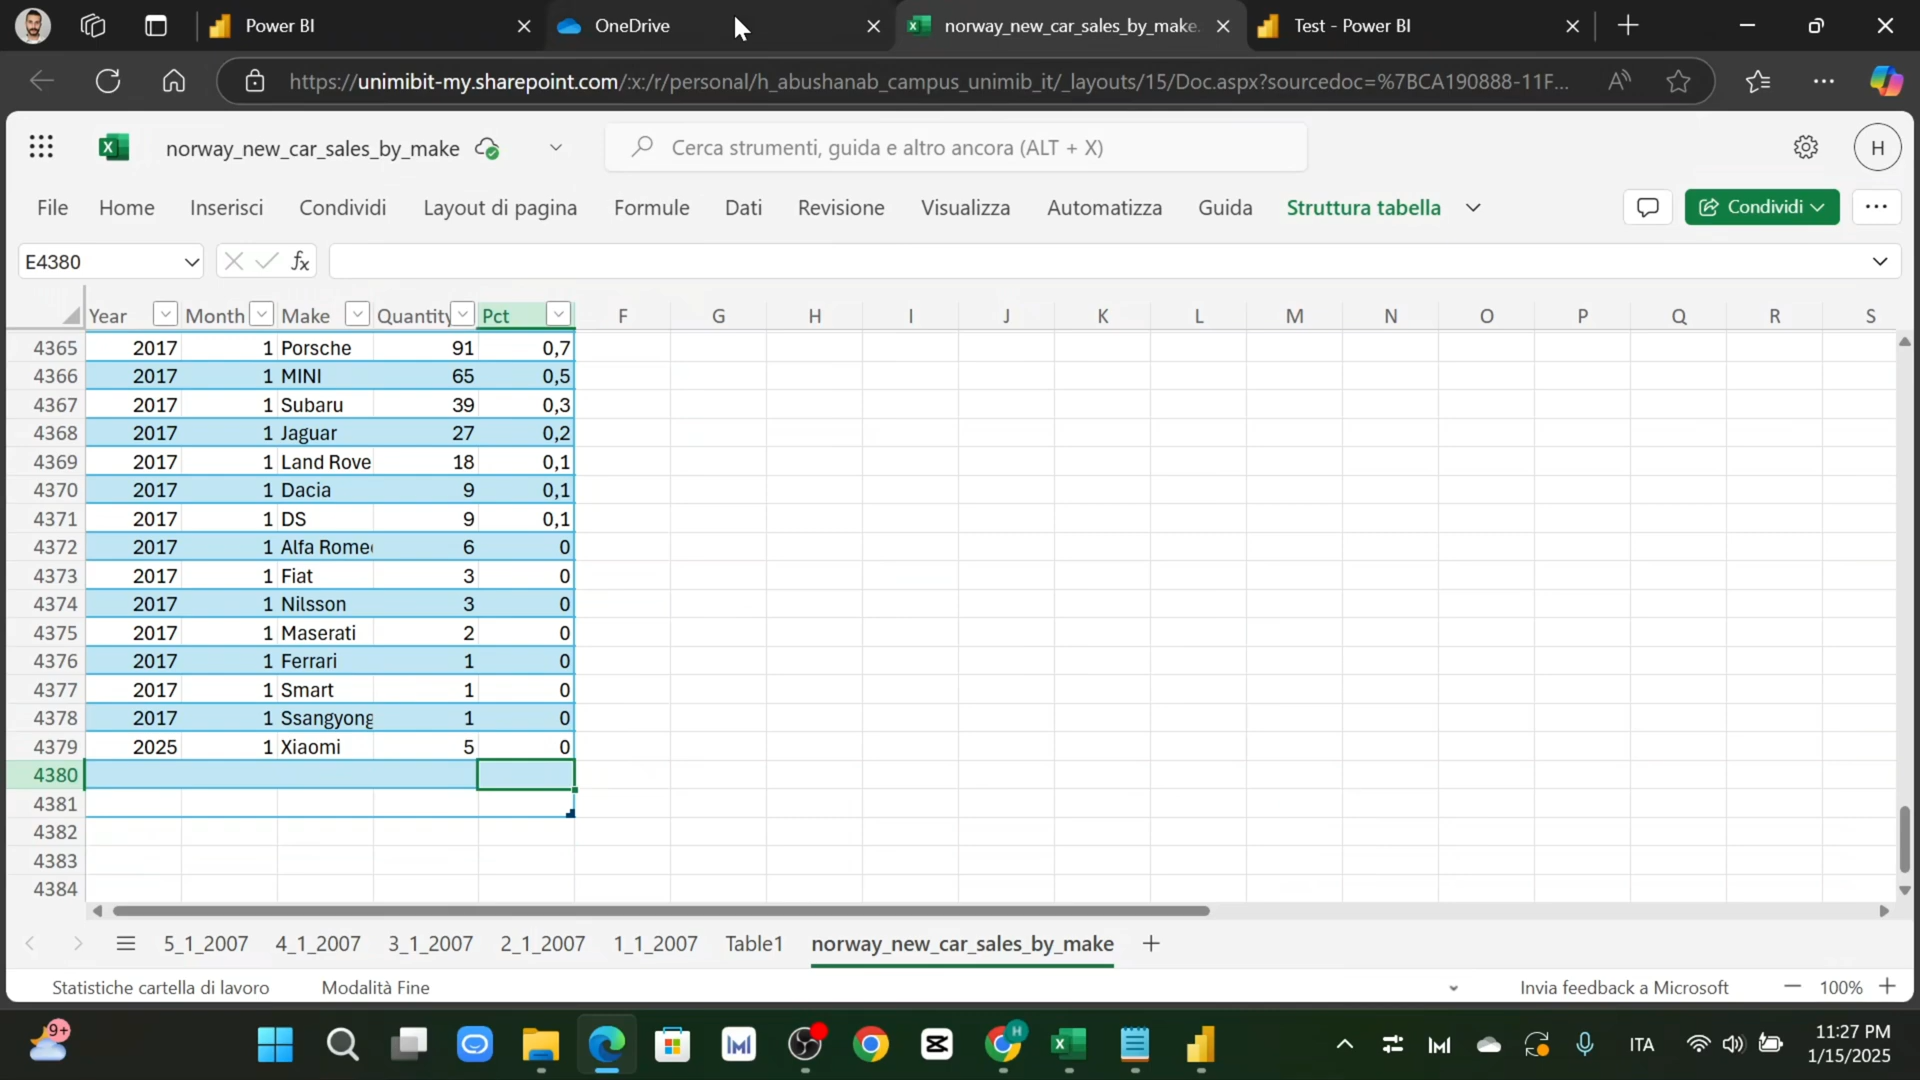 Power BI
OneDrive
norway_new_car_sales_by_make.
Test - Power BI
https://unimibit-my.sharepoint.com/:x:/r/personal/h_abushanab_campus_unimib_it/_layouts/15/Doc.aspx?sourcedoc=%7BCA190888-11F...
norway_new_car_sales_by_make
Cerca strumenti, guida e altro ancora (ALT + X)
H
File Home Inserisci Condividi Layout di pagina Formule Dati Revisione Visualizza Automatizza Guida Struttura tabella
Condividi
E4380
fx
Year Month Make Quantity Pct F G H I J K L M N O P Q R S
4365 2017 1 Porsche 91 0,7
4366 2017 1 MINI 65 0,5
4367 2017 1 Subaru 39 0,3
4368 2017 1 Jaguar 27 0,2
4369 2017 1 Land Rove 18 0,1
4370 2017 1 Dacia 9 0,1
4371 2017 1 DS 9 0,1
4372 2017 1 Alfa Rome 6 0
4373 2017 1 Fiat 3 0
4374 2017 1 Nilsson 3 0
4375 2017 1 Maserati 2 0
4376 2017 1 Ferrari 1 0
4377 2017 1 Smart 1 0
4378 2017 1 Ssangyong 1 0
4379 2025 1 Xiaomi 5 0
4380
4381
4382
4383
4384
5_1_2007 4_1_2007 3_1_2007 2_1_2007 1_1_2007 Table1 norway_new_car_sales_by_make
Statistiche cartella di lavoro Modalità Fine Invia feedback a Microsoft 100%
9+
H
ITA
11:27 PM
1/15/2025